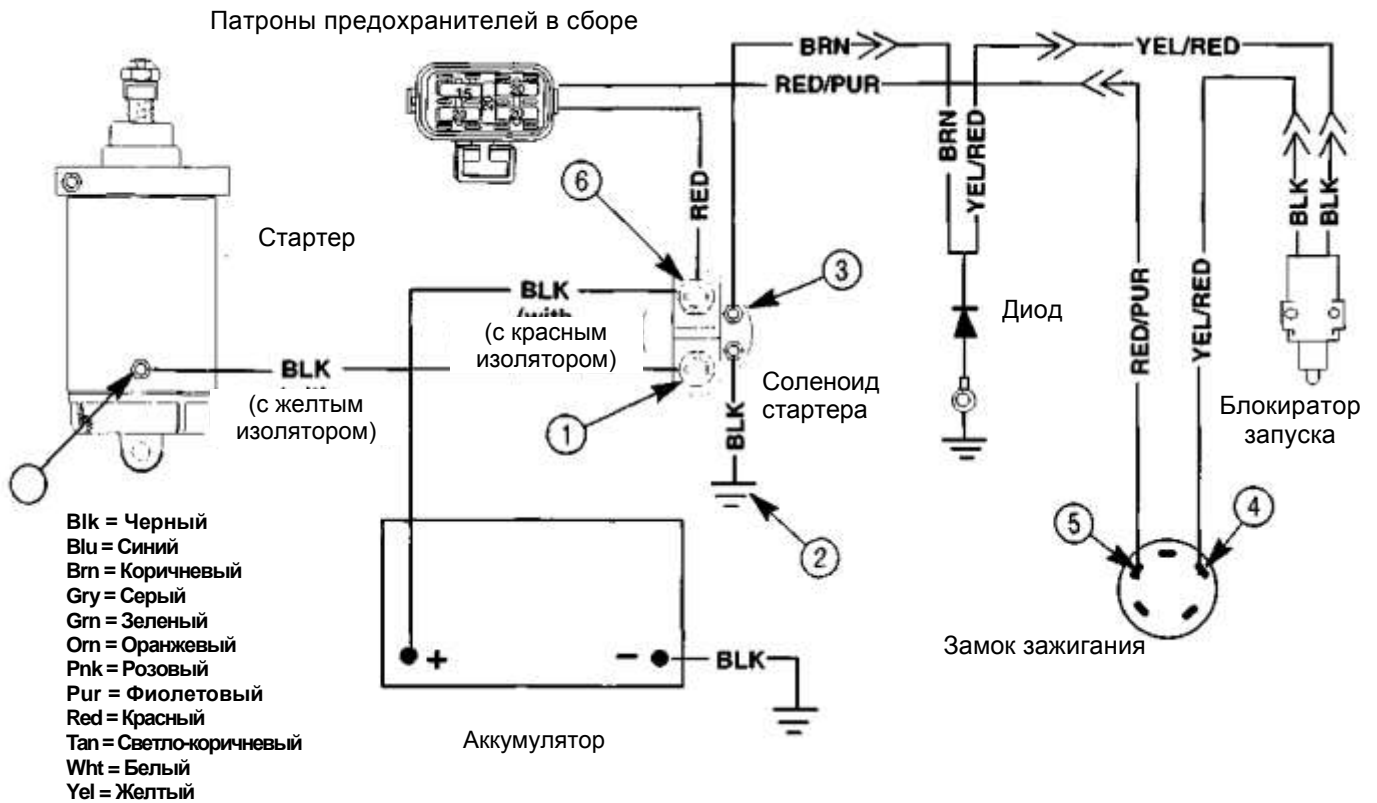 Патроны предохранителей в сборе
BRN
YEL/RED
RED/PUR
15
20
BRN
YEL/RED
BLK
BLK
RED
6
Стартер
3
BLK
(с красным
изолятором)
Диод
RED/PUR
YEL/RED
BLK
(с желтым
изолятором)
1
BLK
Соленоид
стартера
Блокиратор
запуска
2
5
4
Blk = Черный
Blu = Синий
Brn = Коричневый
Gry = Серый
Grn = Зеленый
Orn = Оранжевый
Pnk = Розовый
Pur = Фиолетовый
Red = Красный
Tan = Светло-коричневый
Wht = Белый
Yel = Желтый
+
–
BLK
Аккумулятор
Замок зажигания